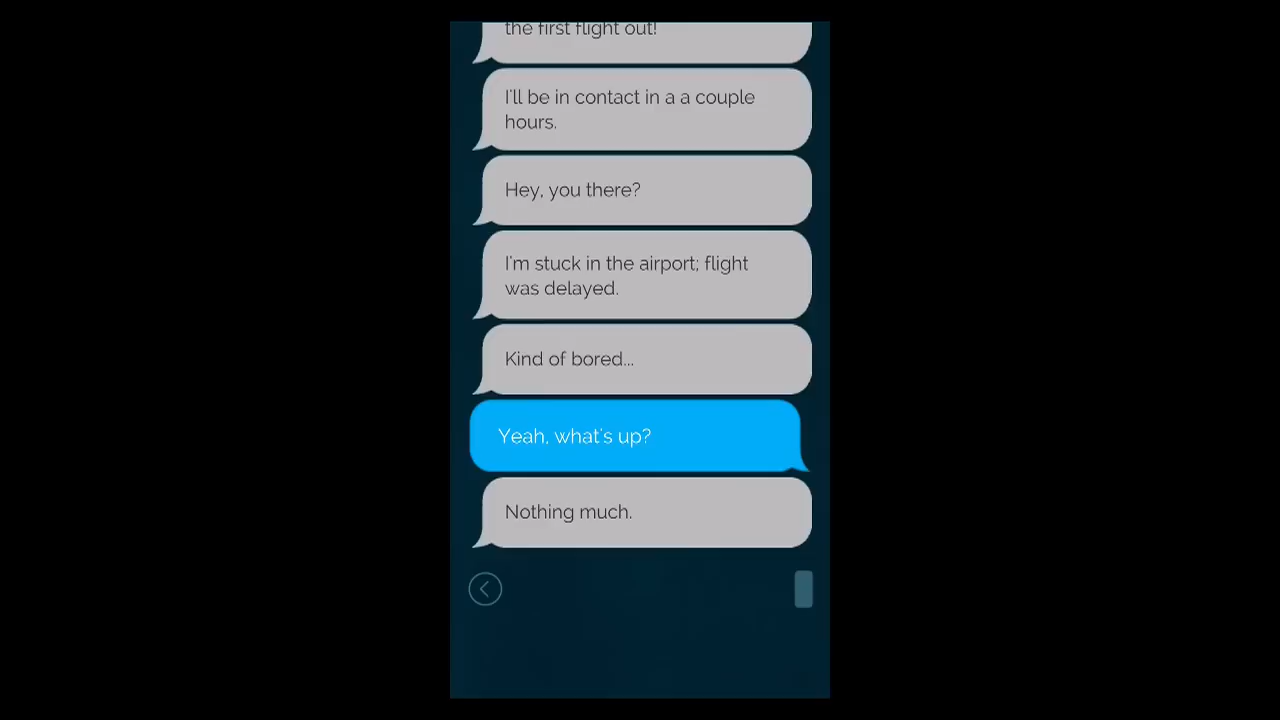 the first flight out!
I'll be in contact in a a couple
hours.
Hey, you there?
I'm stuck in the airport; flight
was delayed.
Kind of bored...
Yeah, what's up?
Nothing much.